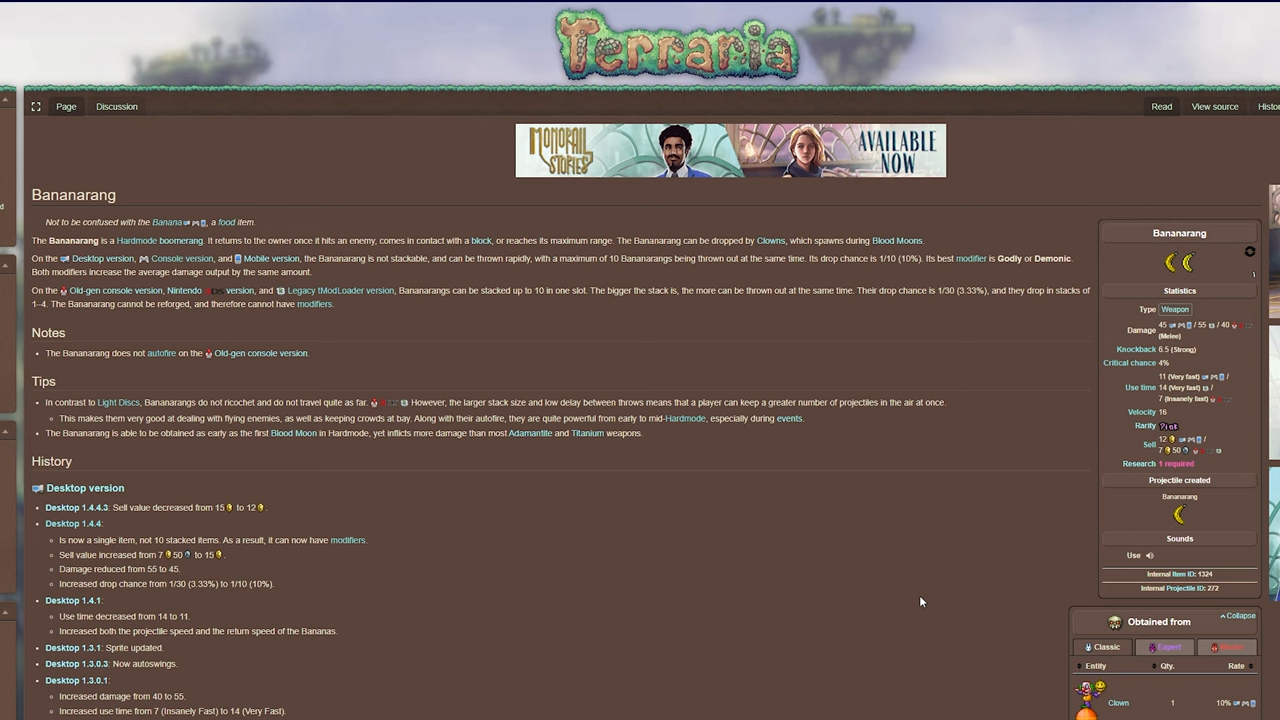 Terraria
Page
Discussion
Read
View source
Histor
MONORAIL STORIES
AVAILABLE NOW
Bananarang
Not to be confused with the Banana, a food item.
The Bananarang is a Hardmode boomerang. It returns to the owner once it hits an enemy, comes in contact with a block, or reaches its maximum range. The Bananarang can be dropped by Clowns, which spawns during Blood Moons.
On the Desktop version, Console version, and Mobile version, the Bananarang is not stackable, and can be thrown rapidly, with a maximum of 10 Bananarangs being thrown out at the same time. Its drop chance is 1/10 (10%). Its best modifier is Godly or Demonic.
Both modifiers increase the average damage output by the same amount.
On the Old-gen console version, Nintendo version, and Legacy tModLoader version, Bananarangs can be stacked up to 10 in one slot. The bigger the stack is, the more can be thrown out at the same time. Their drop chance is 1/30 (3.33%), and they drop in stacks of
1–4. The Bananarang cannot be reforged, and therefore cannot have modifiers.
Notes
• The Bananarang does not autofire on the Old-gen console version.
Tips
• In contrast to Light Discs, Bananarangs do not ricochet and do not travel quite as far. However, the larger stack size and low delay between throws means that a player can keep a greater number of projectiles in the air at once.
This makes them very good at dealing with flying enemies, as well as keeping crowds at bay. Along with their autofire, they are quite powerful from early to mid-Hardmode, especially during events.
• The Bananarang is able to be obtained as early as the first Blood Moon in Hardmode, yet inflicts more damage than most Adamantite and Titanium weapons.
History
Desktop version
• Desktop 1.4.4.3: Sell value decreased from 15 to 12.
• Desktop 1.4.4:
Is now a single item, not 10 stacked items. As a result, it can now have modifiers.
Sell value increased from 7 50 to 15.
Damage reduced from 55 to 45.
Increased drop chance from 1/30 (3.33%) to 1/10 (10%).
• Desktop 1.4.1:
Use time decreased from 14 to 11.
Increased both the projectile speed and the return speed of the Bananas.
• Desktop 1.3.1: Sprite updated.
• Desktop 1.3.0.3: Now autoswings.
• Desktop 1.3.0.1:
Increased damage from 40 to 55.
Increased use time from 7 (Insanely Fast) to 14 (Very Fast).
Bananarang
1
Statistics
Type Weapon
Damage 45 / 55 / 40
(Melee)
Knockback 6.5 (Strong)
Critical chance 4%
11 (Very fast) /
Use time 14 (Very fast) /
7 (Insanely fast)
Velocity 16
Rarity Pink
Sell 12 /
7 50
Research 1 required
Projectile created
Bananarang
Sounds
Use
Internal Item ID: 1324
Internal Projectile ID: 272
Collapse
Obtained from
Classic
Expert
Entity Qty. Rate
Clown 1 10%